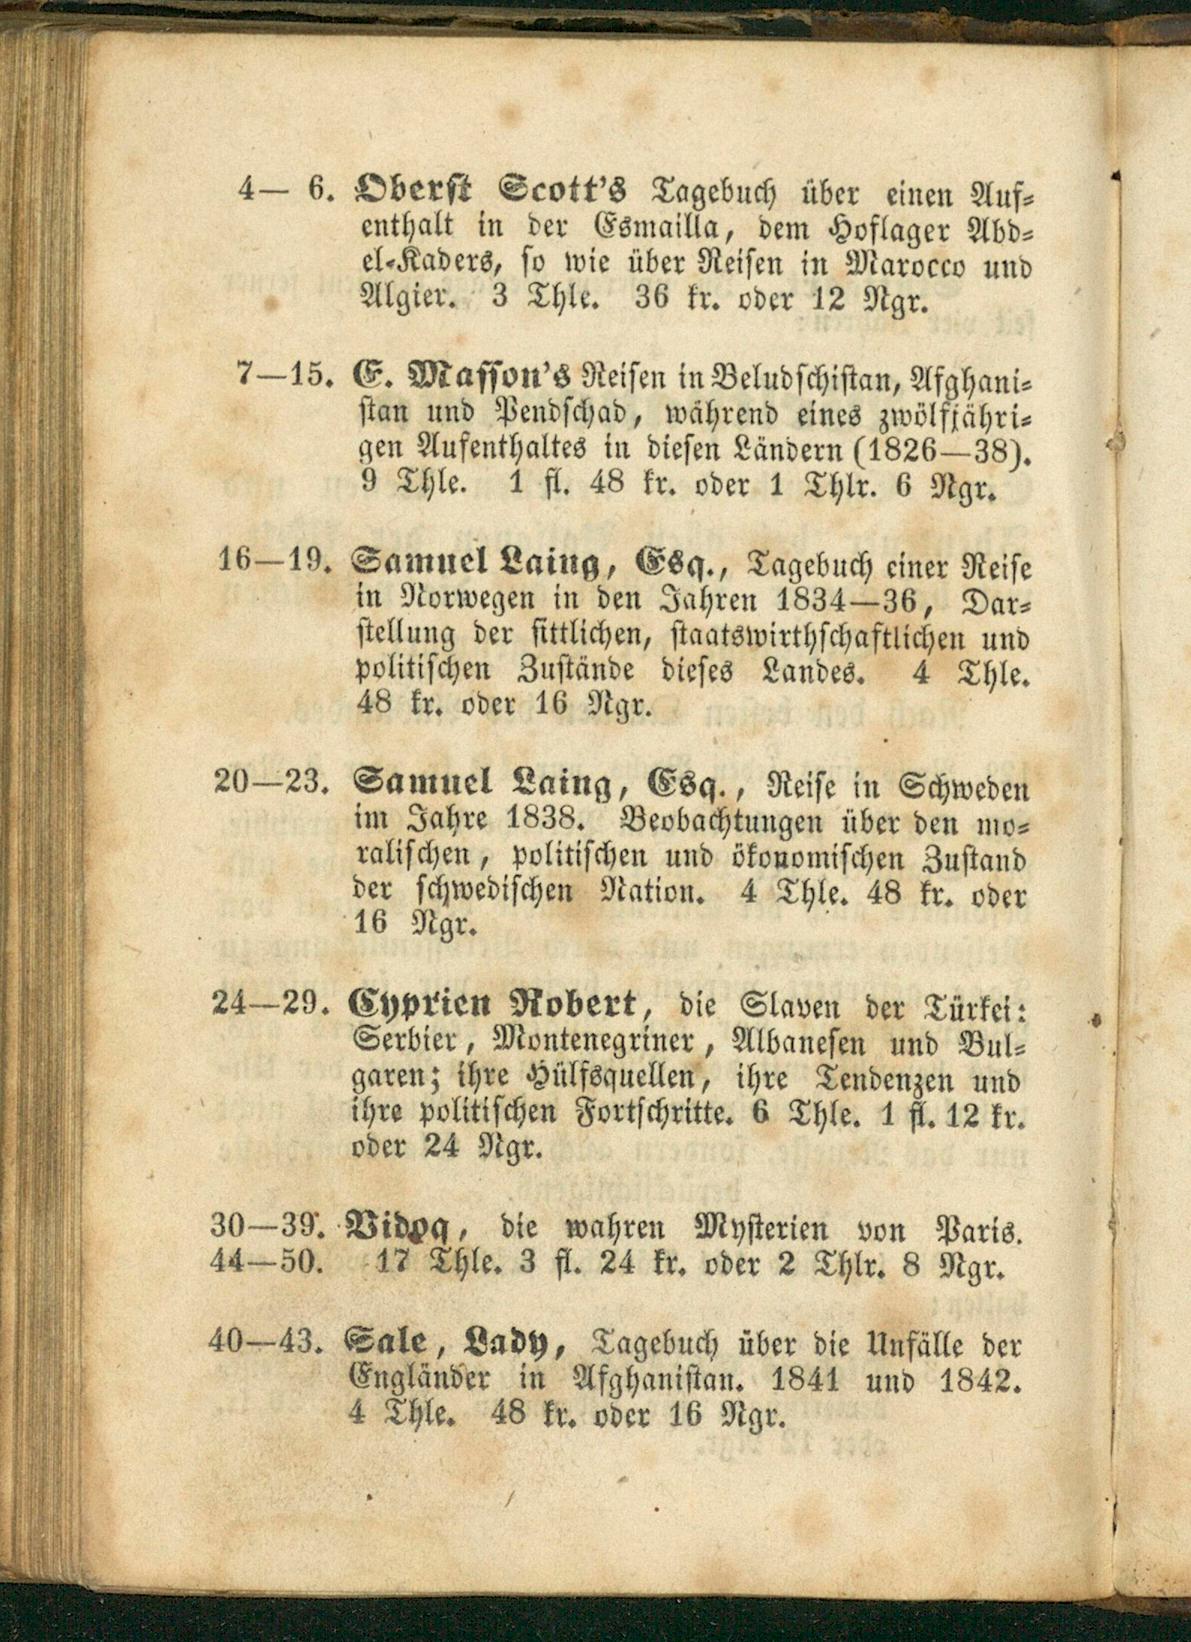 4— 6. Oberst Scott's Tagebuch über einen Auf-
enthalt in der Esmailla, dem Hoflager Abd-
el-Kaders, so wie über Reisen in Marocco und
Algier. 3 Thle. 36 kr. oder 12 Ngr.
7—15. E. Masson's Reisen in Beludschistan, Afghani-
stan und Pendschab, während eines zwölfjähri-
gen Aufenthaltes in diesen Ländern (1826—38).
9 Thle. 1 fl. 48 kr. oder 1 Thlr. 6 Ngr.
16—19. Samuel Laing, Esq., Tagebuch einer Reise
in Norwegen in den Jahren 1834—36, Dar-
stellung der sittlichen, staatswirthschaftlichen und
politischen Zustände dieses Landes. 4 Thle.
48 kr. oder 16 Ngr.
20—23. Samuel Laing, Esq., Reise in Schweden
im Jahre 1838. Beobachtungen über den mo-
ralischen, politischen und ökonomischen Zustand
der schwedischen Nation. 4 Thle. 48 kr. oder
16 Ngr.
24—29. Cyprien Robert, die Slaven der Türkei:
Serbier, Montenegriner, Albanesen und Bul-
garen; ihre Hülfsquellen, ihre Tendenzen und
ihre politischen Fortschritte. 6 Thle. 1 fl. 12 kr.
oder 24 Ngr.
30—39. Vidoq, die wahren Mysterien von Paris.
44—50. 17 Thle. 3 fl. 24 kr. oder 2 Thlr. 8 Ngr.
40—43. Sale, Lady, Tagebuch über die Unfälle der
Engländer in Afghanistan. 1841 und 1842.
4 Thle. 48 kr. oder 16 Ngr.